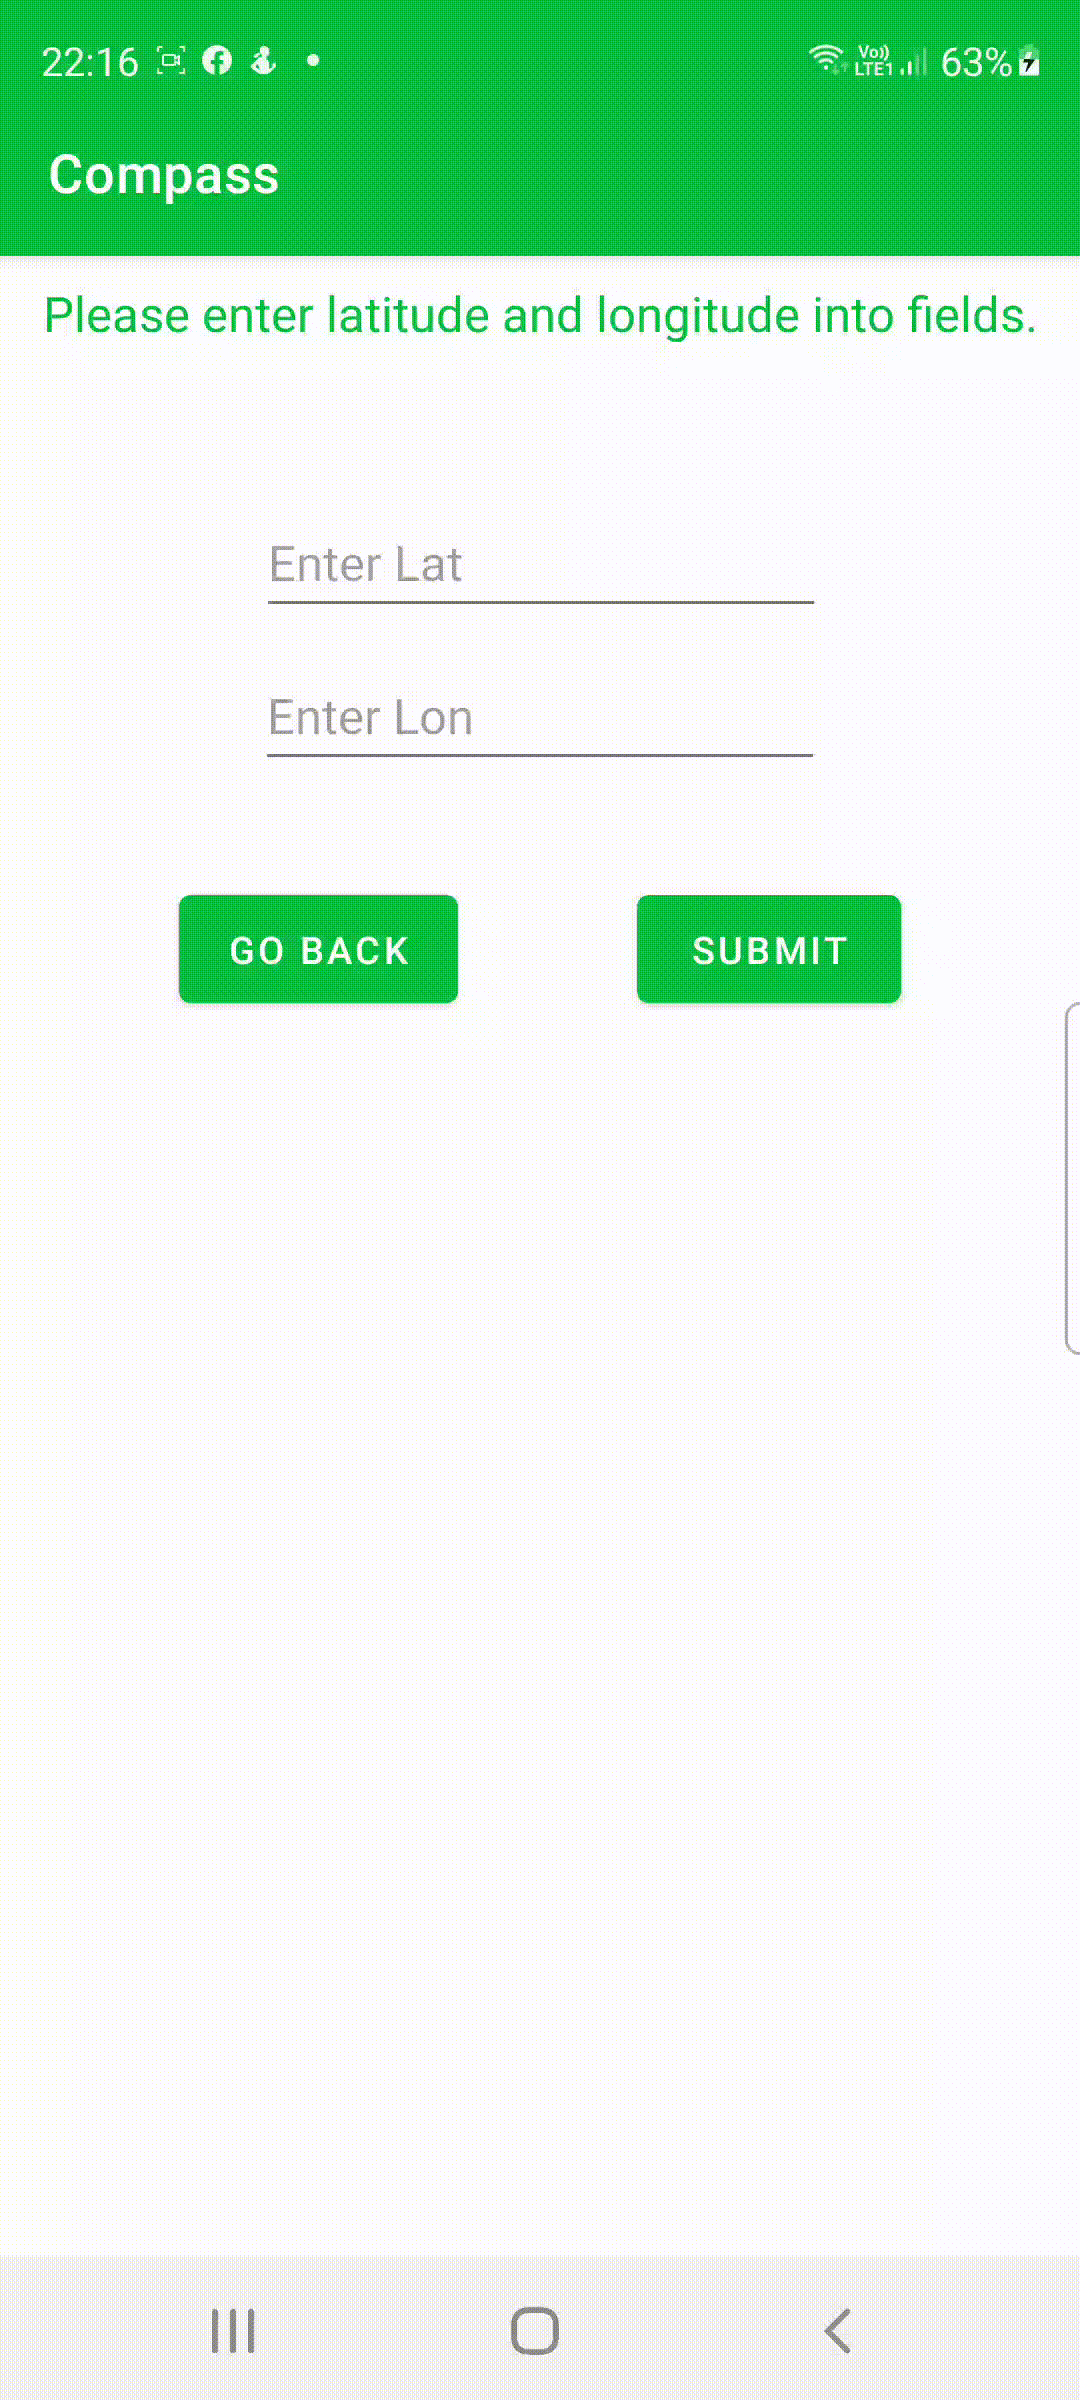 22:16 Vo)) LTE1 63%
Compass
Please enter latitude and longitude into fields.
Enter Lat
Enter Lon
GO BACK SUBMIT